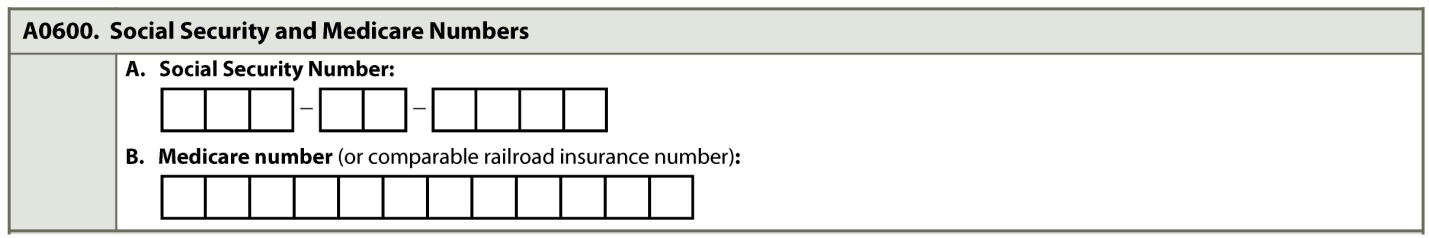 A0600. Social Security and Medicare Numbers
A. Social Security Number:
– –
B. Medicare number (or comparable railroad insurance number):